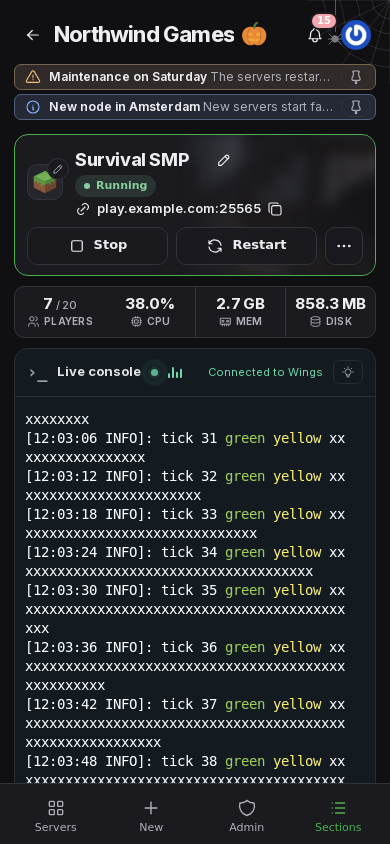 Northwind Games 🎃
15
Maintenance on Saturday The servers restar…
New node in Amsterdam New servers start fa…
Survival SMP
Running
play.example.com:25565
Stop
Restart
7 / 20
PLAYERS
38.0%
CPU
2.7 GB
MEM
858.3 MB
DISK
Live console
Connected to Wings
xxxxxxxx
[12:03:06 INFO]: tick 31 green yellow xx
xxxxxxxxxxxxxxx
[12:03:12 INFO]: tick 32 green yellow xx
xxxxxxxxxxxxxxxxxxxxxx
[12:03:18 INFO]: tick 33 green yellow xx
xxxxxxxxxxxxxxxxxxxxxxxxxxxxx
[12:03:24 INFO]: tick 34 green yellow xx
xxxxxxxxxxxxxxxxxxxxxxxxxxxxxxxxxxxx
[12:03:30 INFO]: tick 35 green yellow xx
xxxxxxxxxxxxxxxxxxxxxxxxxxxxxxxxxxxxxxxx
xxx
[12:03:36 INFO]: tick 36 green yellow xx
xxxxxxxxxxxxxxxxxxxxxxxxxxxxxxxxxxxxxxxx
xxxxxxxxxx
[12:03:42 INFO]: tick 37 green yellow xx
xxxxxxxxxxxxxxxxxxxxxxxxxxxxxxxxxxxxxxxx
xxxxxxxxxxxxxxxxx
[12:03:48 INFO]: tick 38 green yellow xx
xxxxxxxxxxxxxxxxxxxxxxxxxxxxxxxxxxxxxxxx
Servers
New
Admin
Sections